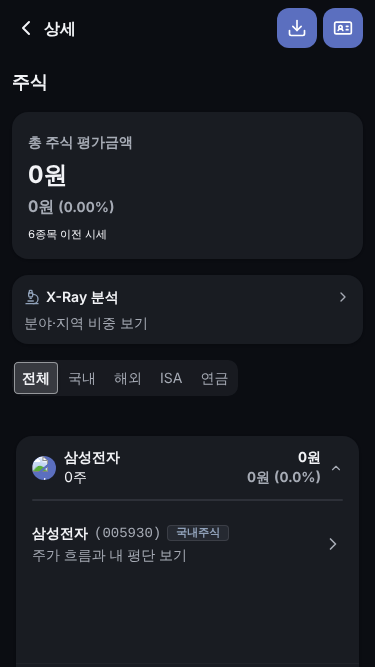 상세
주식
총 주식 평가금액
0원
0원 (0.00%)
6종목 이전 시세
X-Ray 분석
분야·지역 비중 보기
전체 국내 해외 ISA 연금
삼성전자 0원
0주 0원 (0.0%)
삼성전자 (005930) 국내주식
주가 흐름과 내 평단 보기